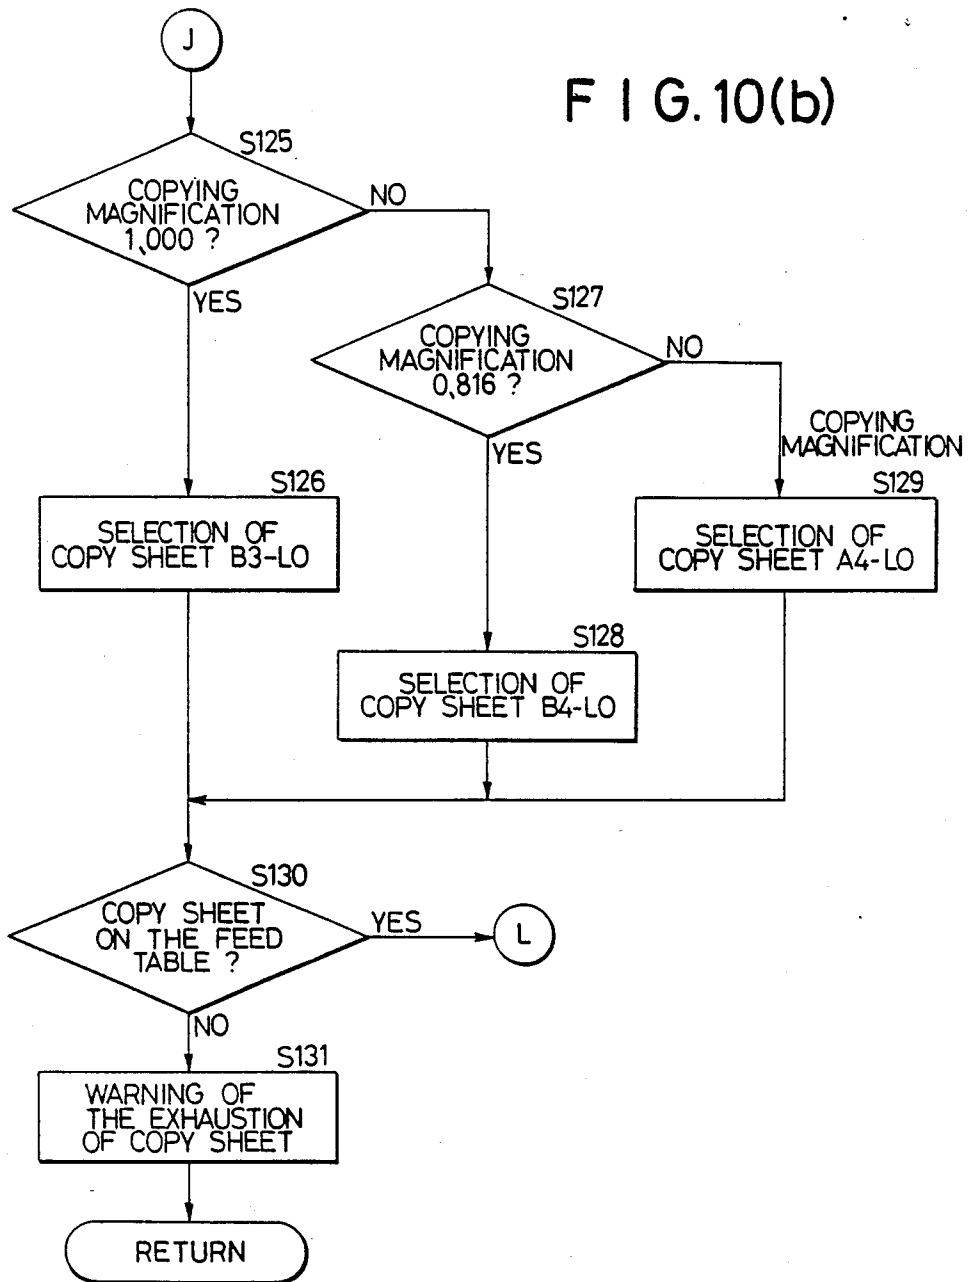 J
F I G. 10(b)
S125
COPYING
MAGNIFICATION
1,000 ?
NO
YES
S127
COPYING
MAGNIFICATION
0,816 ?
NO
YES
COPYING
MAGNIFICATION
S126
SELECTION OF
COPY SHEET B3-LO
S129
SELECTION OF
COPY SHEET A4-LO
S128
SELECTION OF
COPY SHEET B4-LO
S130
COPY SHEET
ON THE FEED
TABLE ?
YES
L
NO
S131
WARNING OF
THE EXHAUSTION
OF COPY SHEET
RETURN